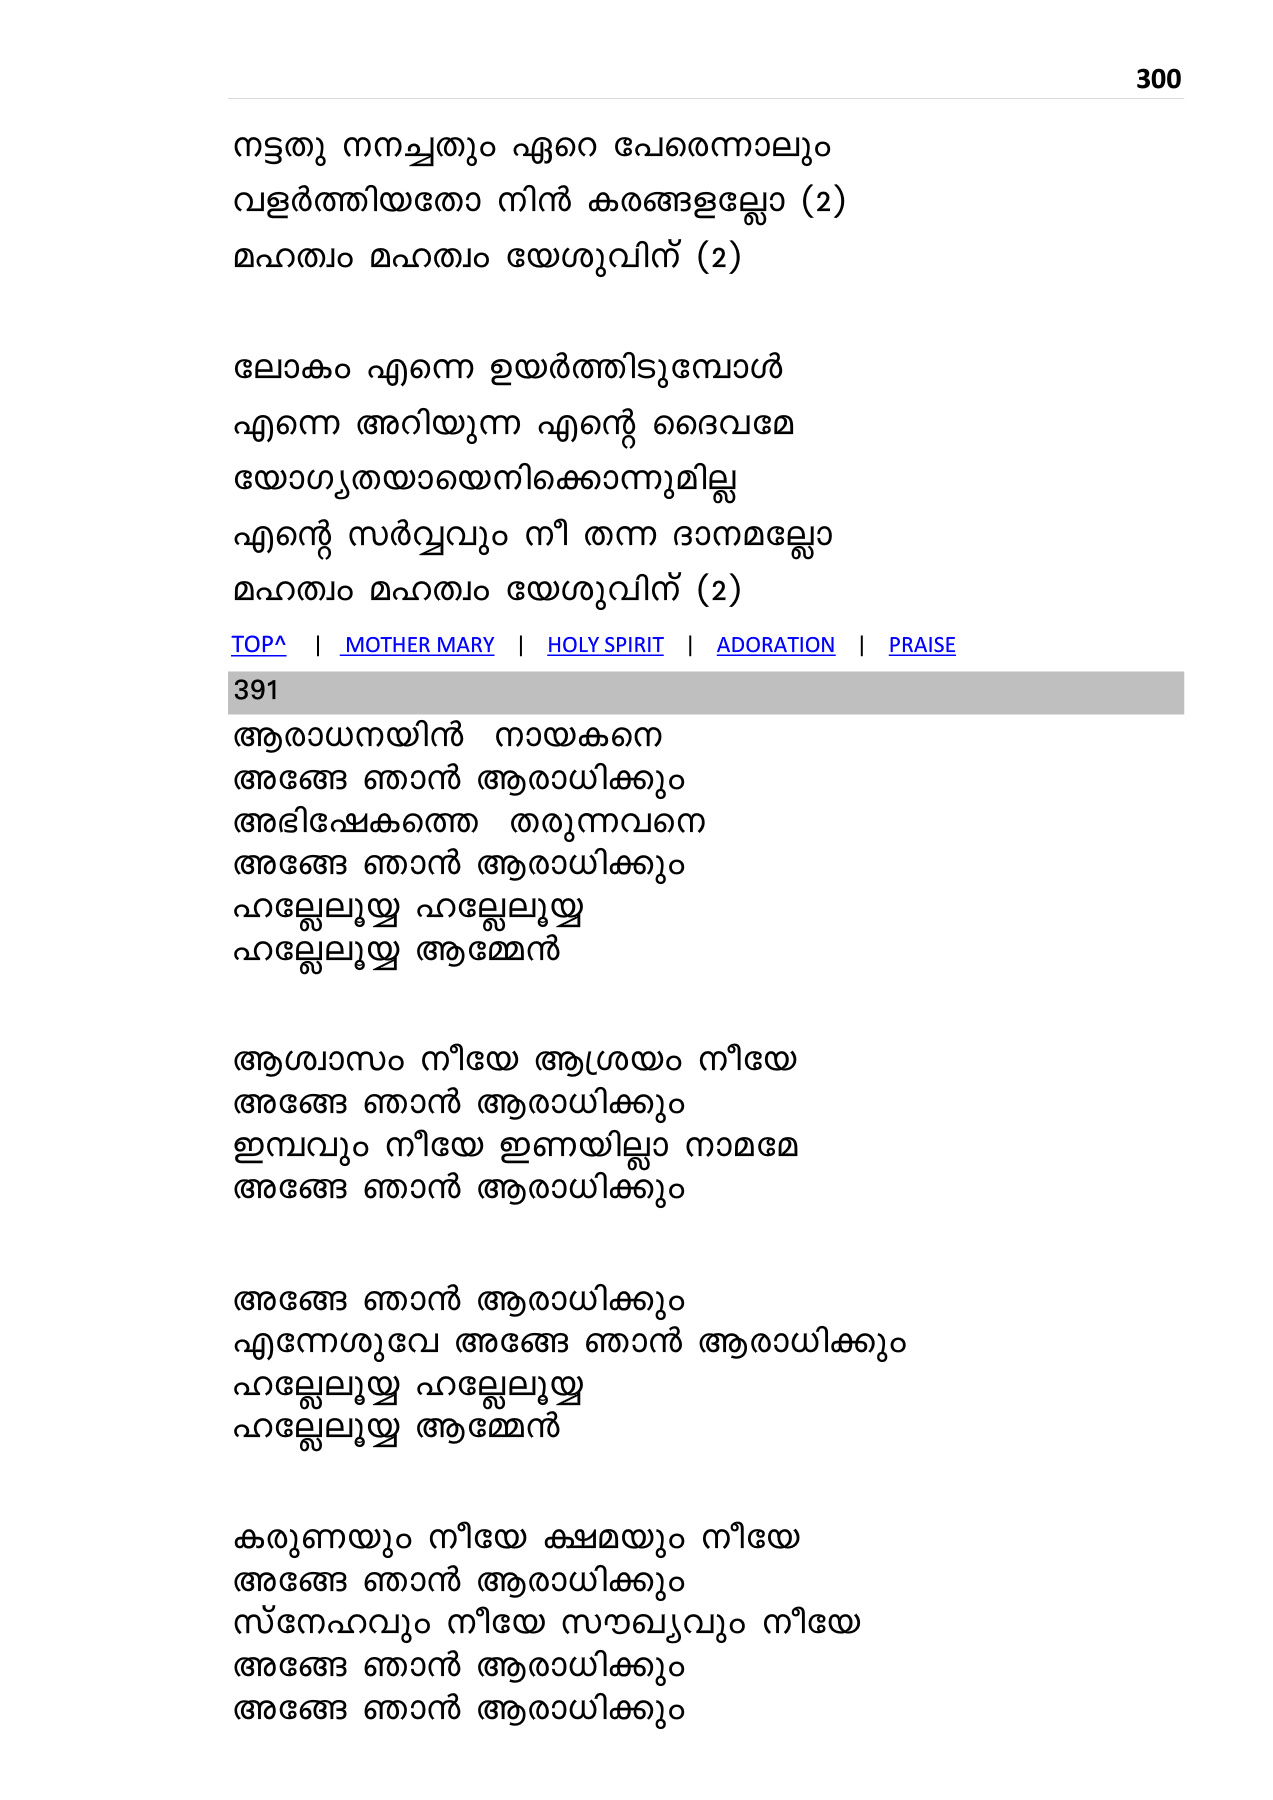 300
നട്ടതു നനച്ചതും ഏറെ പേരെന്നാലും
വളർത്തിയതോ നിൻ കരങ്ങളല്ലോ (2)
മഹത്വം മഹത്വം യേശുവിന് (2)
ലോകം എന്നെ ഉയർത്തിടുമ്പോൾ
എന്നെ അറിയുന്ന എന്റെ ദൈവമേ
യോഗ്യതയായെനിക്കൊന്നുമില്ല
എന്റെ സർവ്വവും നീ തന്ന ദാനമല്ലോ
മഹത്വം മഹത്വം യേശുവിന് (2)
TOP^ | MOTHER MARY | HOLY SPIRIT | ADORATION | PRAISE
391
ആരാധനയിൻ നായകനെ
അങ്ങേ ഞാൻ ആരാധിക്കും
അഭിഷേകത്തെ തരുന്നവനെ
അങ്ങേ ഞാൻ ആരാധിക്കും
ഹല്ലേലൂയ്യ ഹല്ലേലൂയ്യ
ഹല്ലേലൂയ്യ ആമ്മേൻ
ആശ്വാസം നീയേ ആശ്രയം നീയേ
അങ്ങേ ഞാൻ ആരാധിക്കും
ഇമ്പവും നീയേ ഇണയില്ലാ നാമമേ
അങ്ങേ ഞാൻ ആരാധിക്കും
അങ്ങേ ഞാൻ ആരാധിക്കും
എന്നേശുവേ അങ്ങേ ഞാൻ ആരാധിക്കും
ഹല്ലേലൂയ്യ ഹല്ലേലൂയ്യ
ഹല്ലേലൂയ്യ ആമ്മേൻ
കരുണയും നീയേ ക്ഷമയും നീയേ
അങ്ങേ ഞാൻ ആരാധിക്കും
സ്നേഹവും നീയേ സൗഖ്യവും നീയേ
അങ്ങേ ഞാൻ ആരാധിക്കും
അങ്ങേ ഞാൻ ആരാധിക്കും